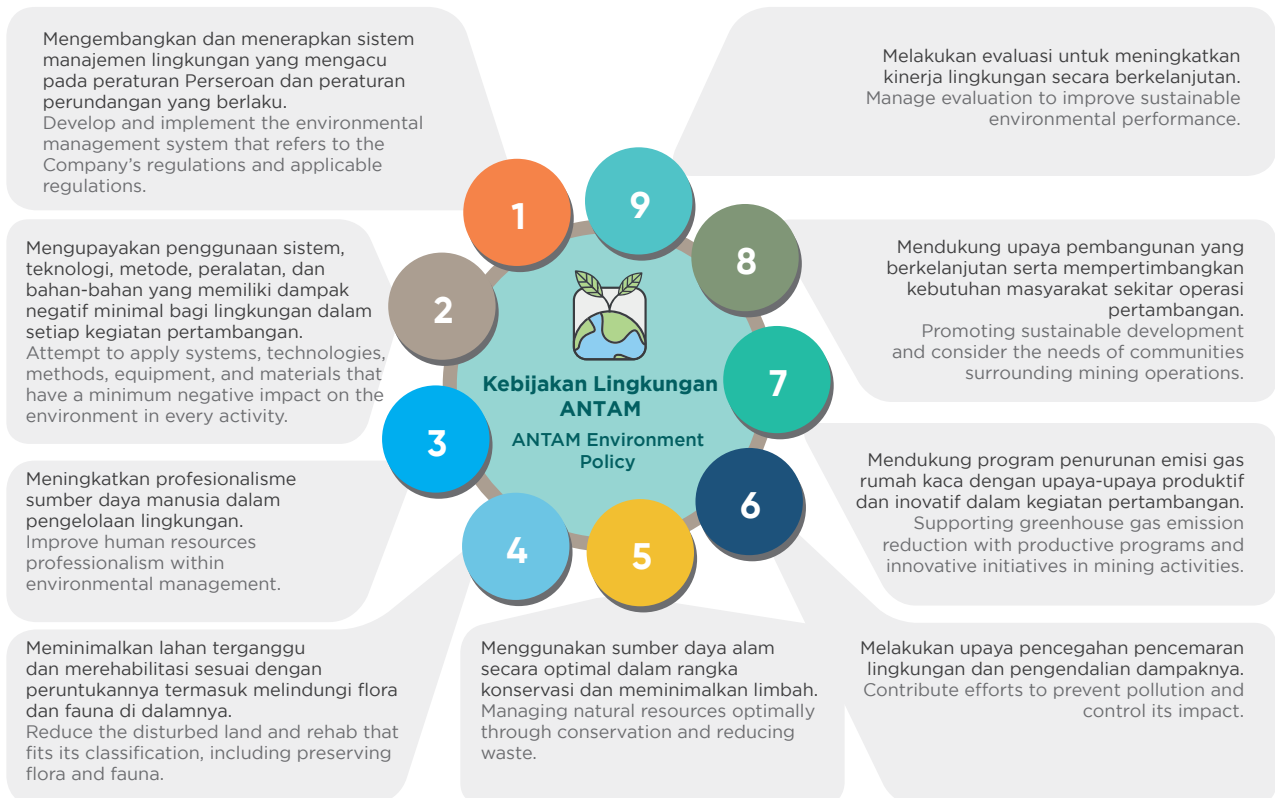 Mengembangkan dan menerapkan sistem
manajemen lingkungan yang mengacu
pada peraturan Perseroan dan peraturan
perundangan yang berlaku.
Develop and implement the environmental
management system that refers to the
Company's regulations and applicable
regulations.
1
Mengupayakan penggunaan sistem,
teknologi, metode, peralatan, dan
bahan-bahan yang memiliki dampak
negatif minimal bagi lingkungan dalam
setiap kegiatan pertambangan.
Attempt to apply systems, technologies,
methods, equipment, and materials that
have a minimum negative impact on the
environment in every activity.
2
Meningkatkan profesionalisme
sumber daya manusia dalam
pengelolaan lingkungan.
Improve human resources
professionalism within
environmental management.
3
Meminimalkan lahan terganggu
dan merehabilitasi sesuai dengan
peruntukannya termasuk melindungi flora
dan fauna di dalamnya.
Reduce the disturbed land and rehab that
fits its classification, including preserving
flora and fauna.
4
Kebijakan Lingkungan
ANTAM
ANTAM Environment
Policy
5
Menggunakan sumber daya alam
secara optimal dalam rangka
konservasi dan meminimalkan limbah.
Managing natural resources optimally
through conservation and reducing
waste.
6
Melakukan upaya pencegahan pencemaran
lingkungan dan pengendalian dampaknya.
Contribute efforts to prevent pollution and
control its impact.
7
Mendukung program penurunan emisi gas
rumah kaca dengan upaya-upaya produktif
dan inovatif dalam kegiatan pertambangan.
Supporting greenhouse gas emission
reduction with productive programs and
innovative initiatives in mining activities.
8
Mendukung upaya pembangunan yang
berkelanjutan serta mempertimbangkan
kebutuhan masyarakat sekitar operasi
pertambangan.
Promoting sustainable development
and consider the needs of communities
surrounding mining operations.
9
Melakukan evaluasi untuk meningkatkan
kinerja lingkungan secara berkelanjutan.
Manage evaluation to improve sustainable
environmental performance.